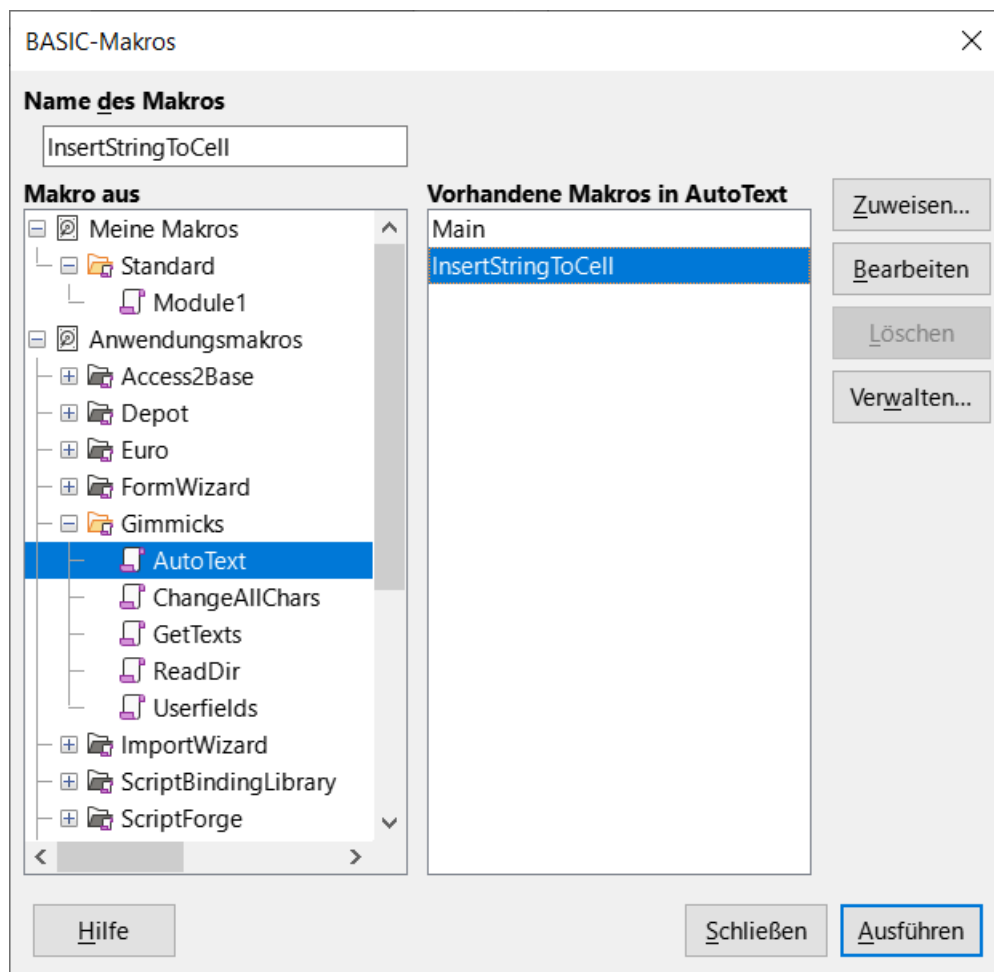 BASIC-Makros
Name des Makros
InsertStringToCell
Makro aus
Meine Makros
Standard
Module1
Anwendungsmakros
Access2Base
Depot
Euro
FormWizard
Gimmicks
AutoText
ChangeAllChars
GetTexts
ReadDir
Userfields
ImportWizard
ScriptBindingLibrary
ScriptForge
Vorhandene Makros in AutoText
Main
InsertStringToCell
Zuweisen...
Bearbeiten
Löschen
Verwalten...
Hilfe
Schließen
Ausführen